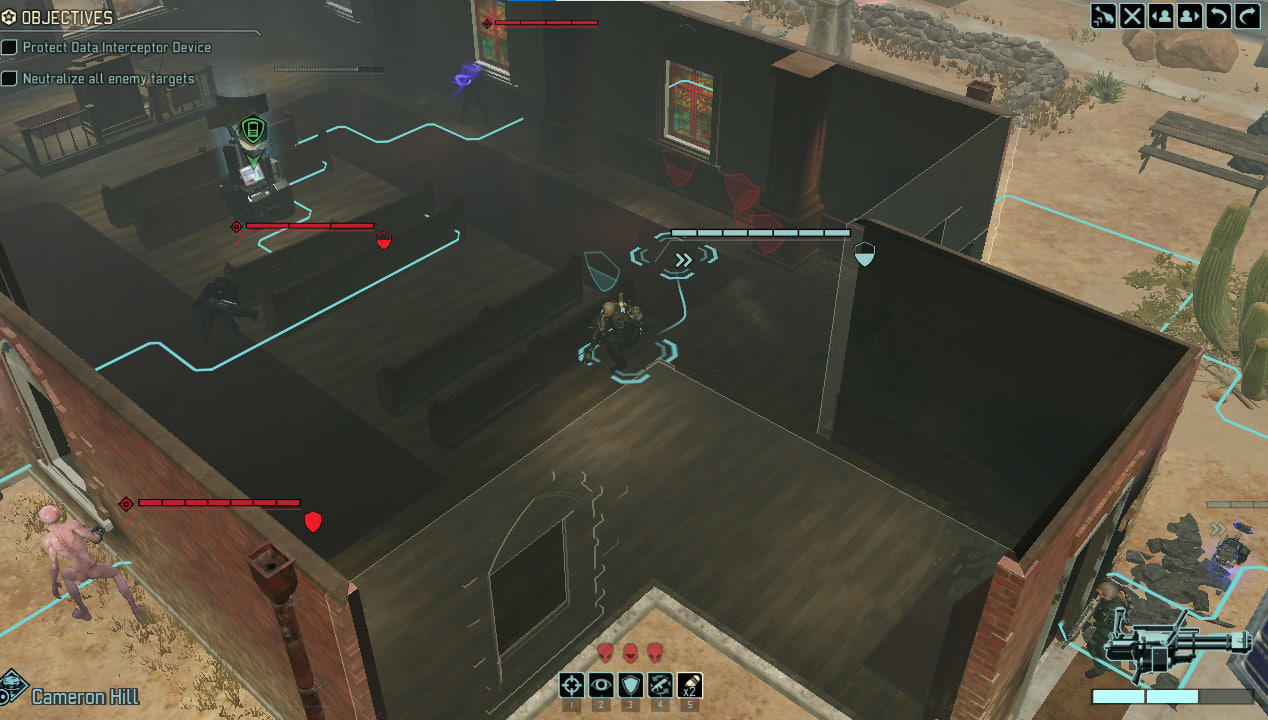 OBJECTIVES
Protect Data Interceptor Device
Neutralize all enemy targets
x2
1 2 3 4 5
Cameron Hill